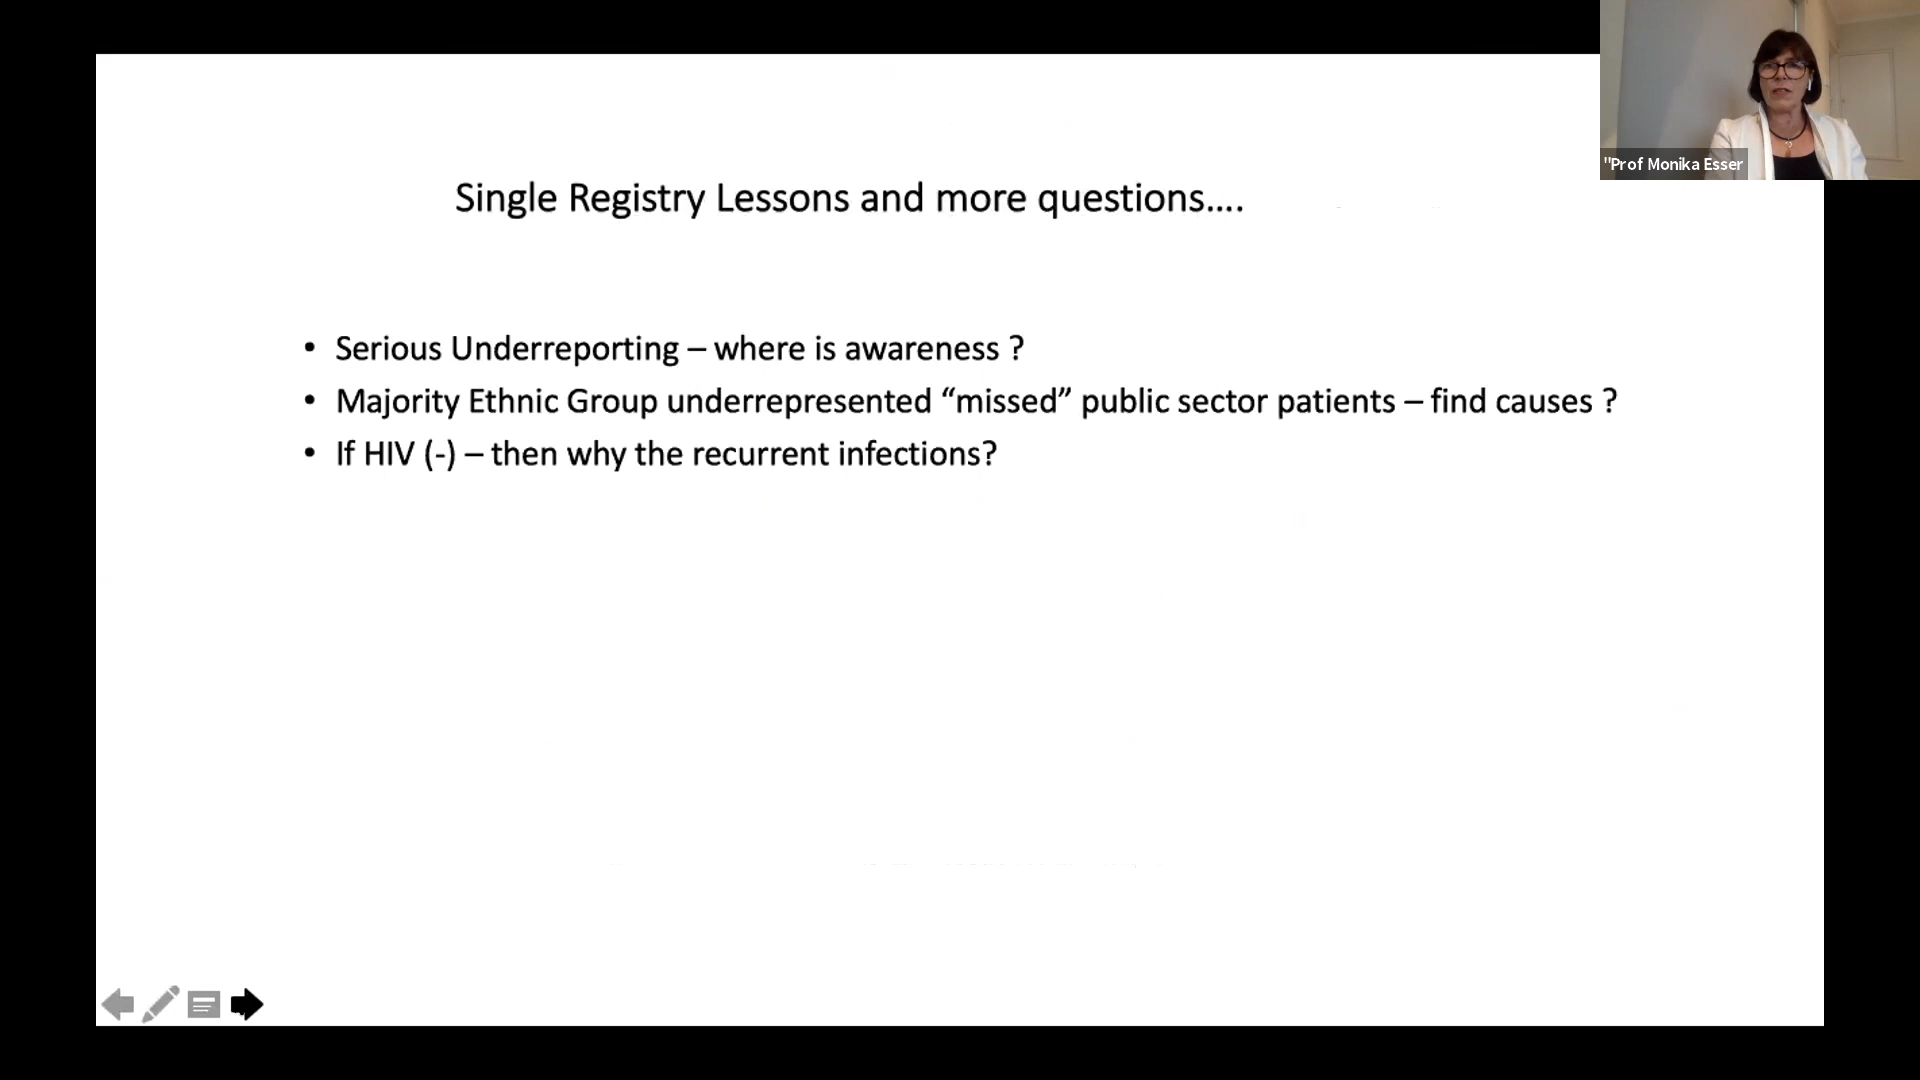 "Prof Monika Esser
Single Registry Lessons and more questions....
• Serious Underreporting – where is awareness ?
• Majority Ethnic Group underrepresented “missed” public sector patients – find causes ?
• If HIV (-) – then why the recurrent infections?